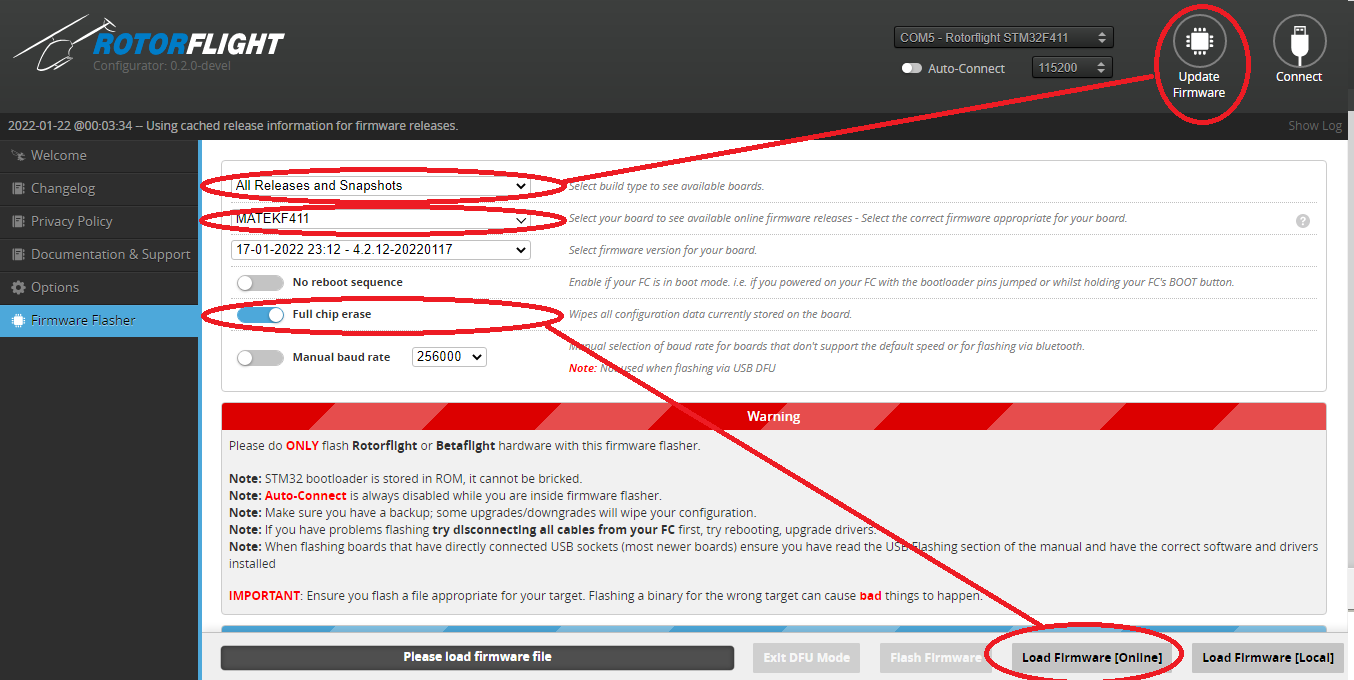 ROTORFLIGHT
Configurator: 0.2.0-devel
COM5 - Rotorflight STM32F411
Auto-Connect
115200
Update
Firmware
Connect
2022-01-22 @00:03:34 -- Using cached release information for firmware releases.
Show Log
Welcome
Changelog
Privacy Policy
Documentation & Support
Options
Firmware Flasher
All Releases and Snapshots
Select build type to see available boards.
MATEKF411
Select your board to see available online firmware releases - Select the correct firmware appropriate for your board.
?
17-01-2022 23:12 - 4.2.12-20220117
Select firmware version for your board.
No reboot sequence
Enable if your FC is in boot mode. i.e. if you powered on your FC with the bootloader pins jumped or whilst holding your FC's BOOT button.
Full chip erase
Wipes all configuration data currently stored on the board.
Manual baud rate
256000
Manual selection of baud rate for boards that don't support the default speed or for flashing via bluetooth.
Note: Not used when flashing via USB DFU
Warning
Please do ONLY flash Rotorflight or Betaflight hardware with this firmware flasher.
Note: STM32 bootloader is stored in ROM, it cannot be bricked.
Note: Auto-Connect is always disabled while you are inside firmware flasher.
Note: Make sure you have a backup; some upgrades/downgrades will wipe your configuration.
Note: If you have problems flashing try disconnecting all cables from your FC first, try rebooting, upgrade drivers.
Note: When flashing boards that have directly connected USB sockets (most newer boards) ensure you have read the USB Flashing section of the manual and have the correct software and drivers
installed
IMPORTANT: Ensure you flash a file appropriate for your target. Flashing a binary for the wrong target can cause bad things to happen.
Please load firmware file
Exit DFU Mode
Flash Firmware
Load Firmware [Online]
Load Firmware [Local]